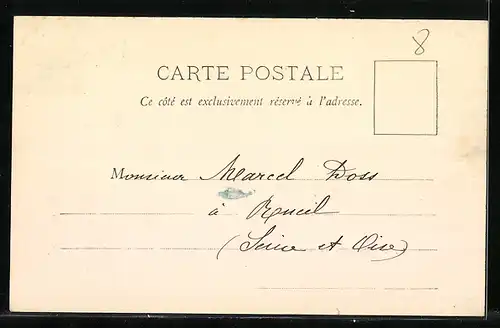 8
CARTE POSTALE
Ce côté est exclusivement réservé à l'adresse.
Monsieur Marcel Doss
à Rueil
(Seine et Oise)